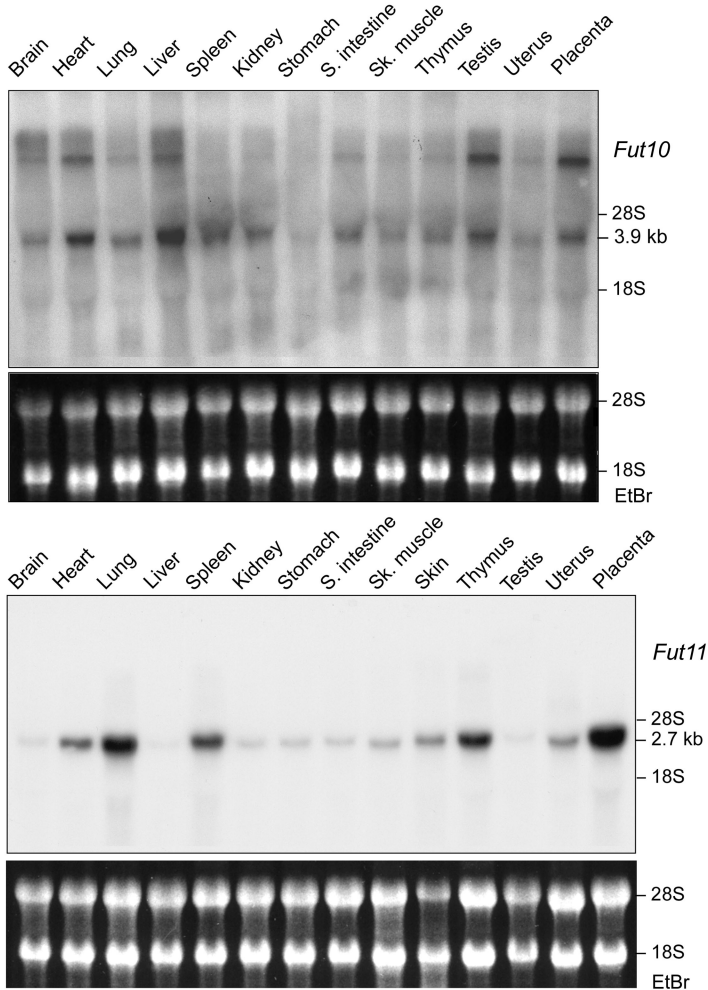 Brain Heart Lung Liver Spleen Kidney Stomach S. intestine Sk. muscle Thymus Testis Uterus Placenta
Fut10
28S
3.9 kb
18S
28S
18S
EtBr
Brain Heart Lung Liver Spleen Kidney Stomach S. intestine Sk. muscle Skin Thymus Testis Uterus Placenta
Fut11
28S
2.7 kb
18S
28S
18S
EtBr